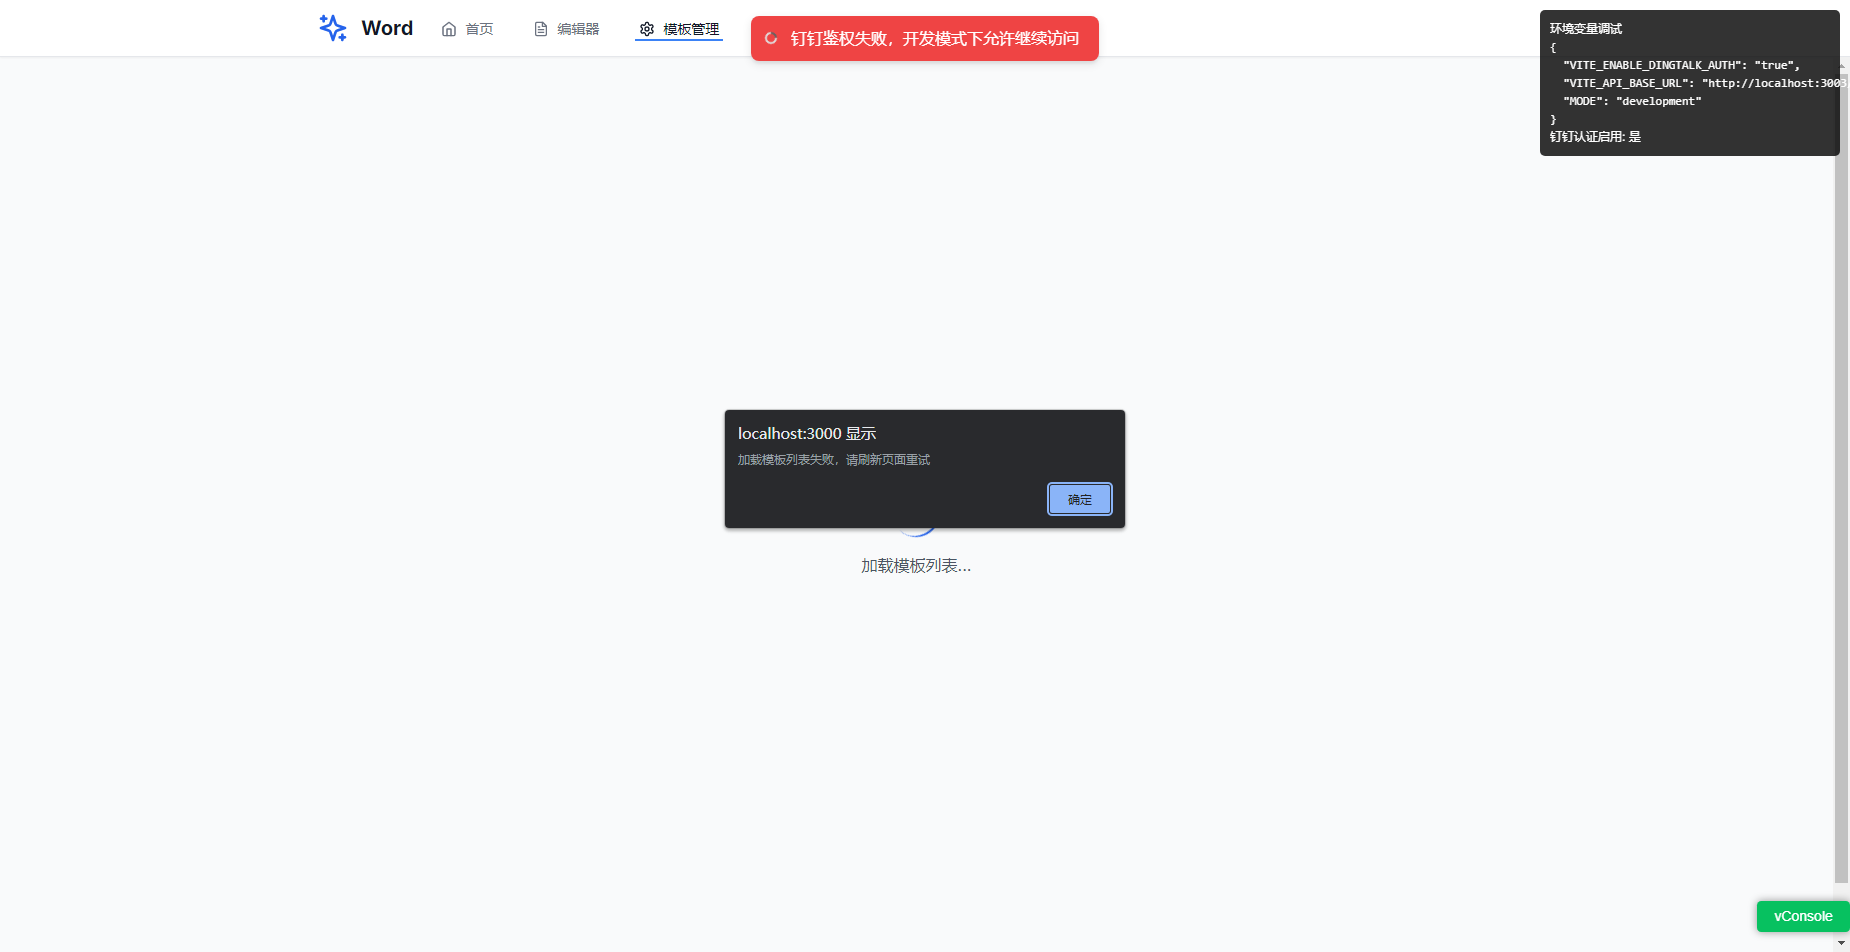 Word
首页
编辑器
模板管理
钉钉鉴权失败，开发模式下允许继续访问
环境变量调试
{
"VITE_ENABLE_DINGTALK_AUTH": "true",
"VITE_API_BASE_URL": "http://localhost:3003
"MODE": "development"
}
钉钉认证启用: 是
localhost:3000 显示
加载模板列表失败，请刷新页面重试
确定
加载模板列表...
vConsole